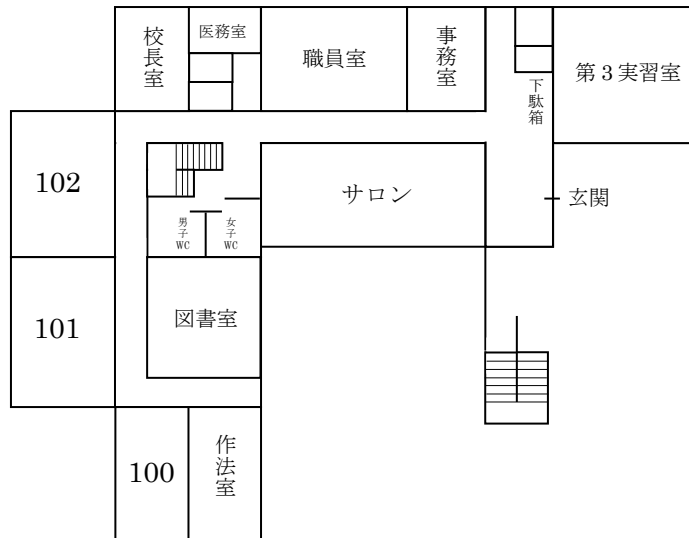 校長室
医務室
職員室
事務室
下駄箱
第3実習室
102
サロン
玄関
男子WC
女子WC
101
図書室
100
作法室